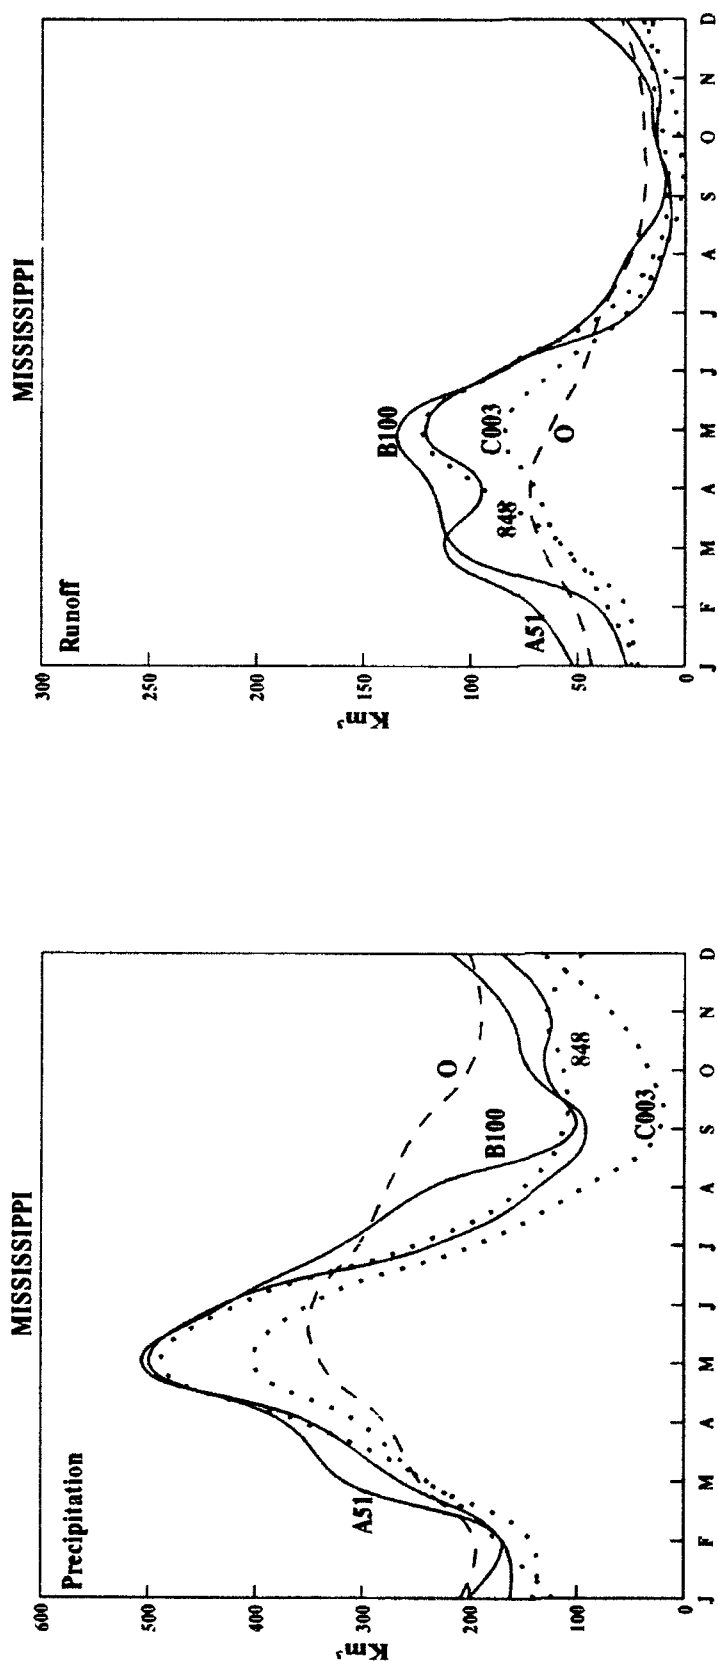 MISSISSIPPI
Precipitation
600
500
400
300
200
100
0
Km³
A51
B100
O
848
C003
J F M A M J J A S O N D
MISSISSIPPI
Runoff
300
250
200
150
100
50
0
Km³
A51
848
B100
C003
O
J F M A M J J A S O N D